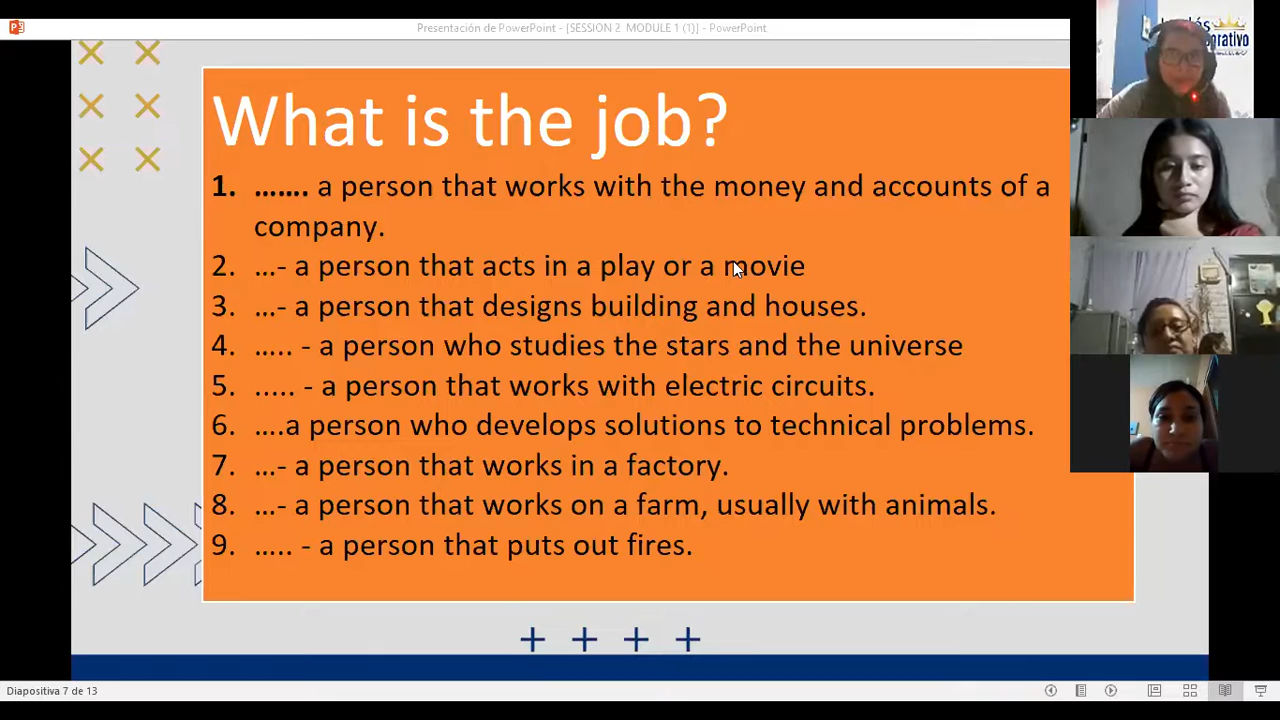 Presentación de PowerPoint - [SESSION 2 MODULE 1 (1)] - PowerPoint
What is the job?
1. ……. a person that works with the money and accounts of a
company.
2. …- a person that acts in a play or a movie
3. …- a person that designs building and houses.
4. ….. - a person who studies the stars and the universe
5. ..... - a person that works with electric circuits.
6. ….a person who develops solutions to technical problems.
7. …- a person that works in a factory.
8. …- a person that works on a farm, usually with animals.
9. ….. - a person that puts out fires.
Diapositiva 7 de 13